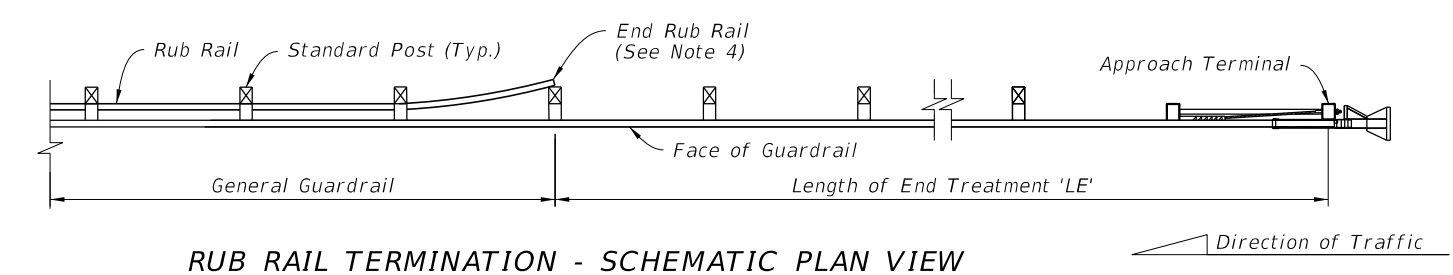 End Rub Rail
(See Note 4)
Rub Rail
Standard Post (Typ.)
Approach Terminal
Face of Guardrail
General Guardrail
Length of End Treatment 'LE'
Direction of Traffic
RUB RAIL TERMINATION - SCHEMATIC PLAN VIEW